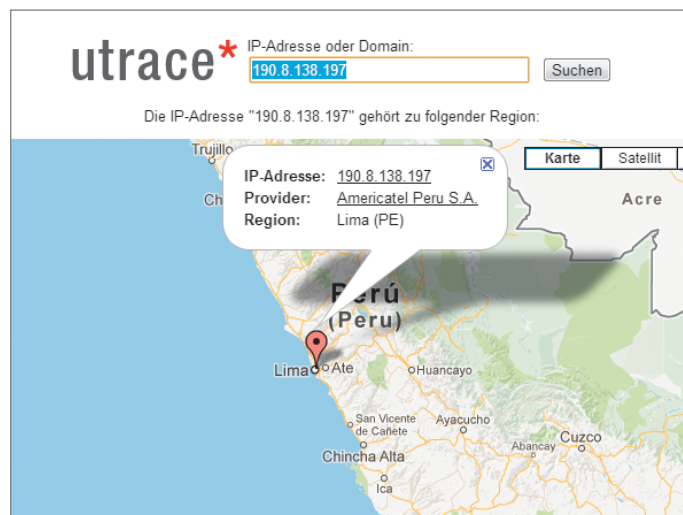 utrace*
IP-Adresse oder Domain:
190.8.138.197
Suchen
Die IP-Adresse "190.8.138.197" gehört zu folgender Region:
Trujillo
Karte
Satellit
IP-Adresse: 190.8.138.197
Provider: Americatel Peru S.A.
Region: Lima (PE)
Ch
Acre
Perú
(Peru)
Lima
Ate
Huancayo
San Vicente
de Cañete
Ayacucho
Abancay
Cuzco
Chincha Alta
Ica